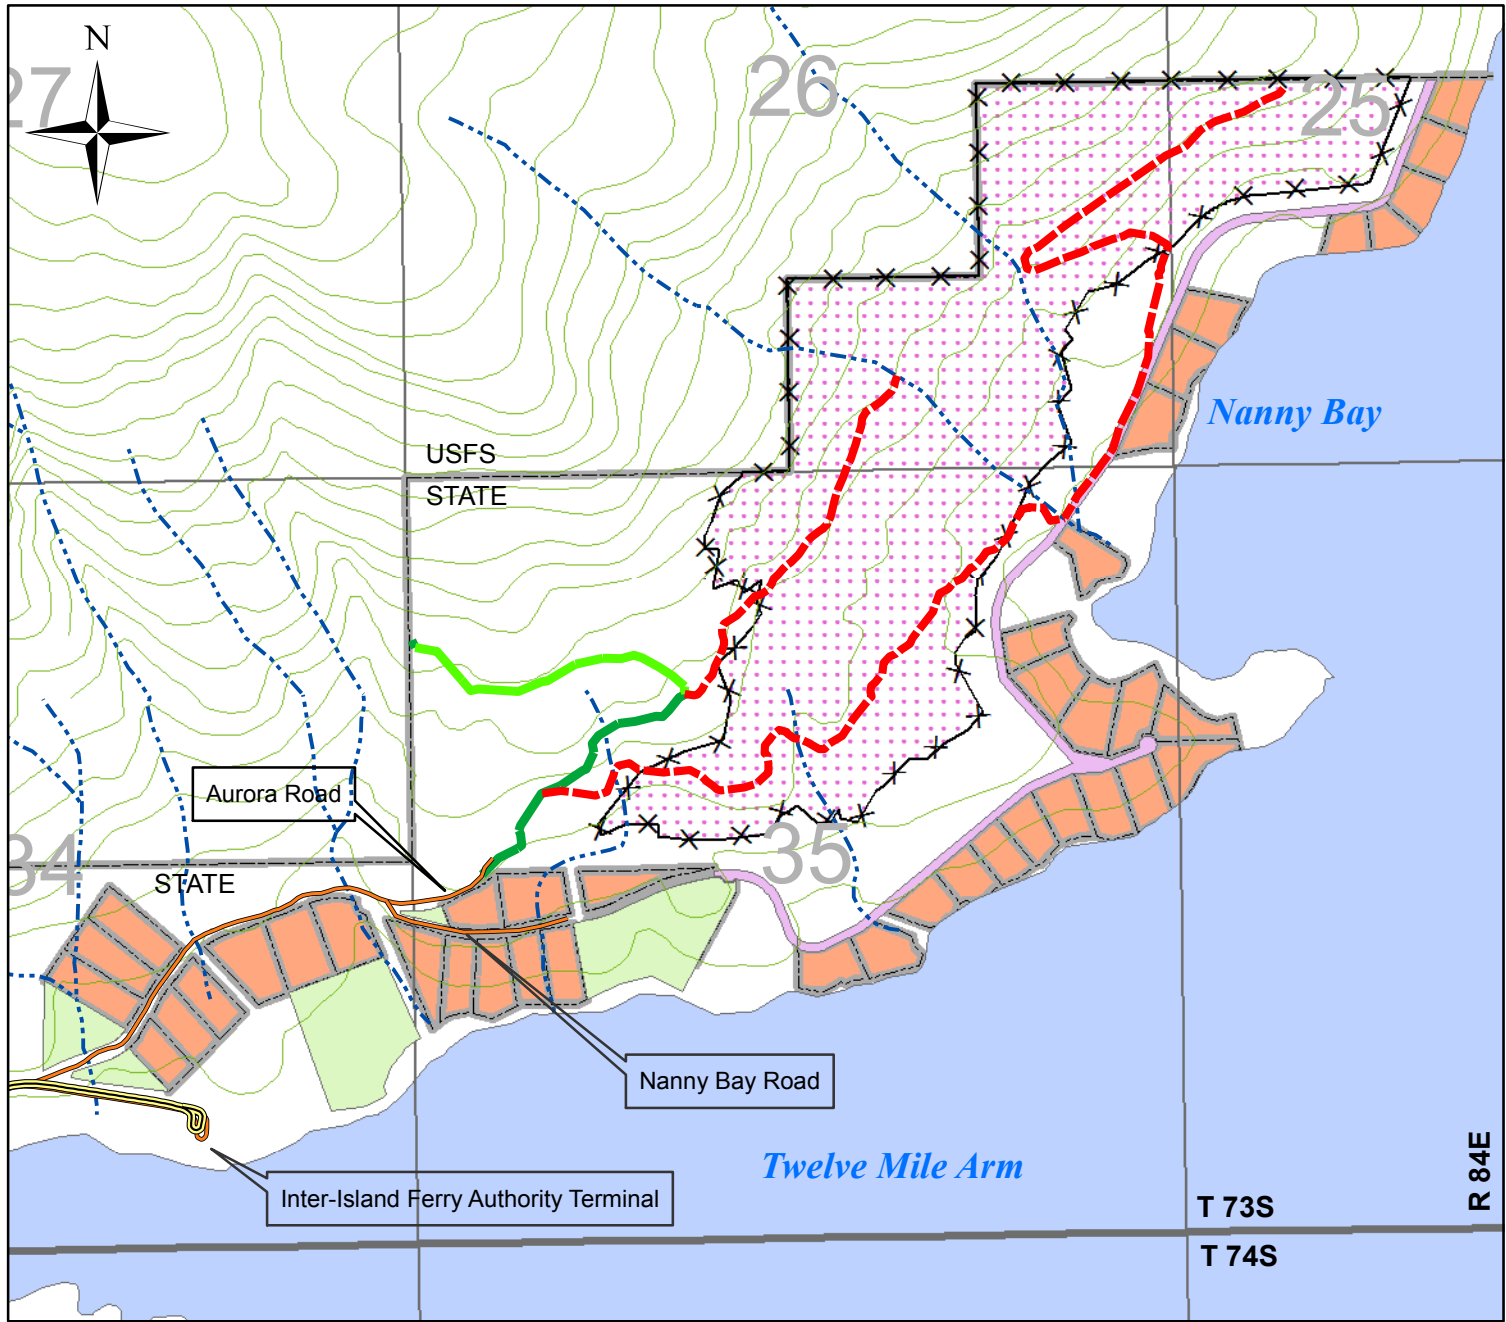 N
27
26
25
USFS
STATE
Nanny Bay
Aurora Road
34
STATE
35
Nanny Bay Road
Twelve Mile Arm
Inter-Island Ferry Authority Terminal
T 73S
R 84E
T 74S